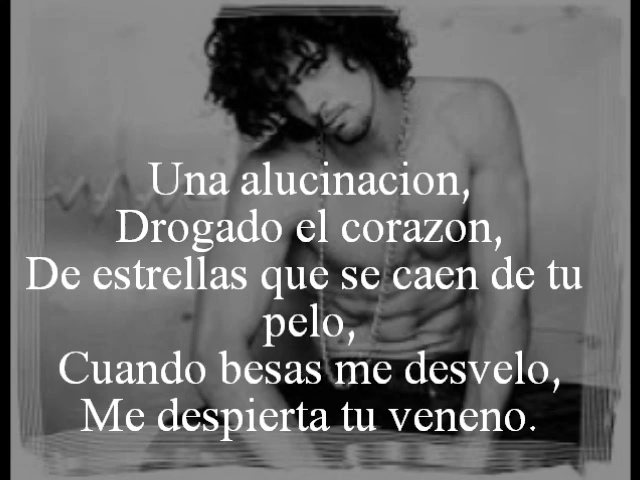 Una alucinacion,
Drogado el corazon,
De estrellas que se caen de tu
pelo,
Cuando besas me desvelo,
Me despierta tu veneno.